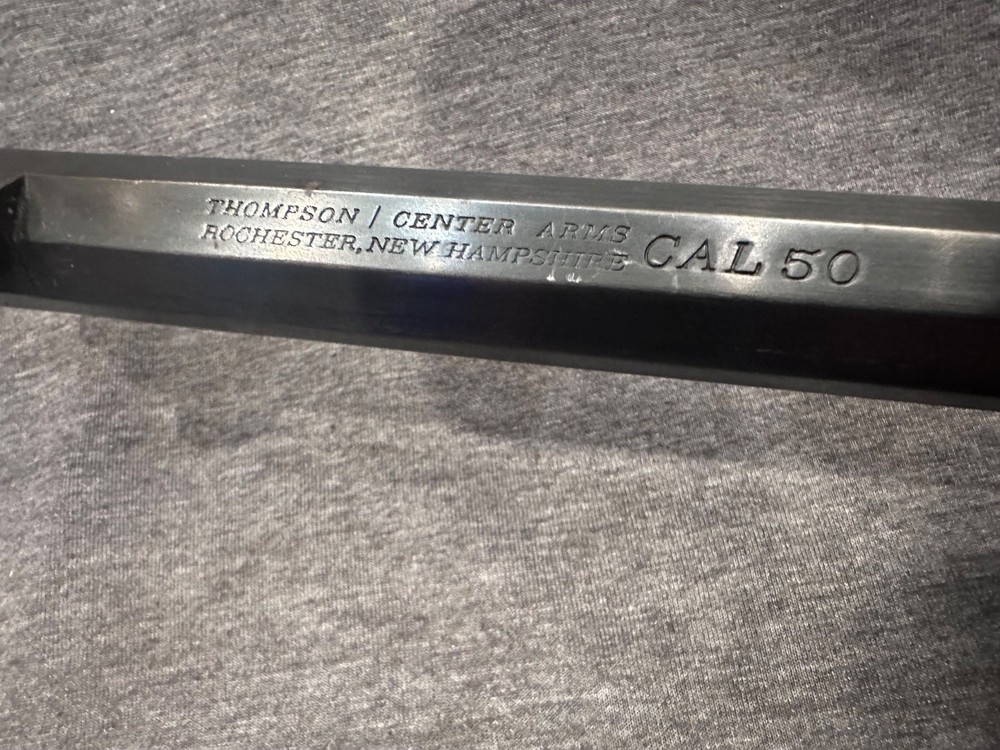 THOMPSON / CENTER ARMS
ROCHESTER, NEW HAMPSHIRE
CAL 50